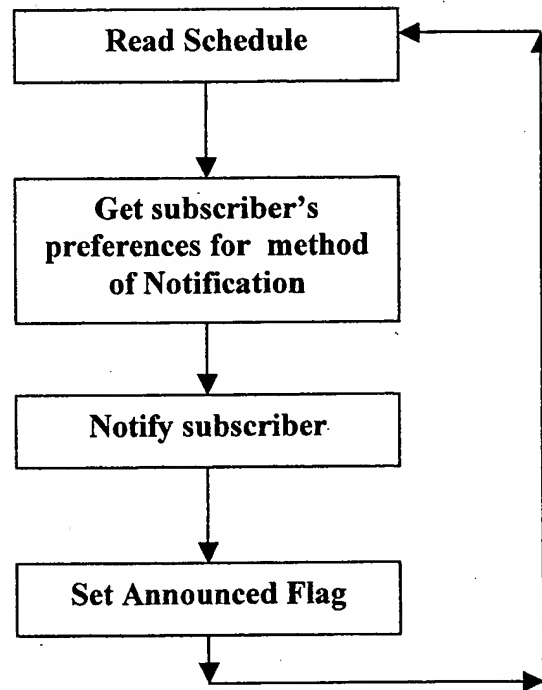 Read Schedule
Get subscriber's
preferences for method
of Notification
Notify subscriber
Set Announced Flag